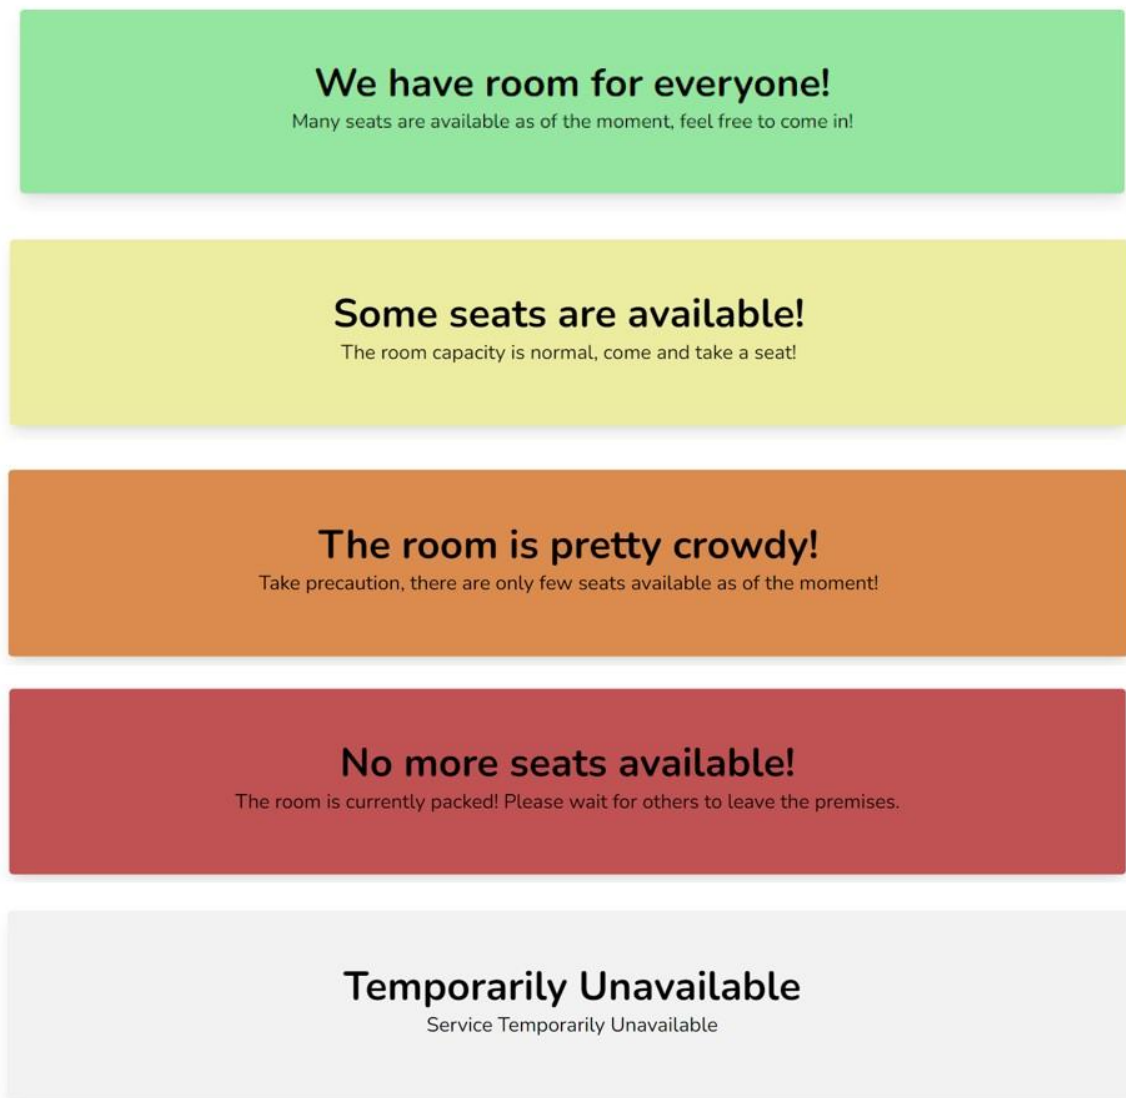 We have room for everyone!
Many seats are available as of the moment, feel free to come in!
Some seats are available!
The room capacity is normal, come and take a seat!
The room is pretty crowdy!
Take precaution, there are only few seats available as of the moment!
No more seats available!
The room is currently packed! Please wait for others to leave the premises.
Temporarily Unavailable
Service Temporarily Unavailable